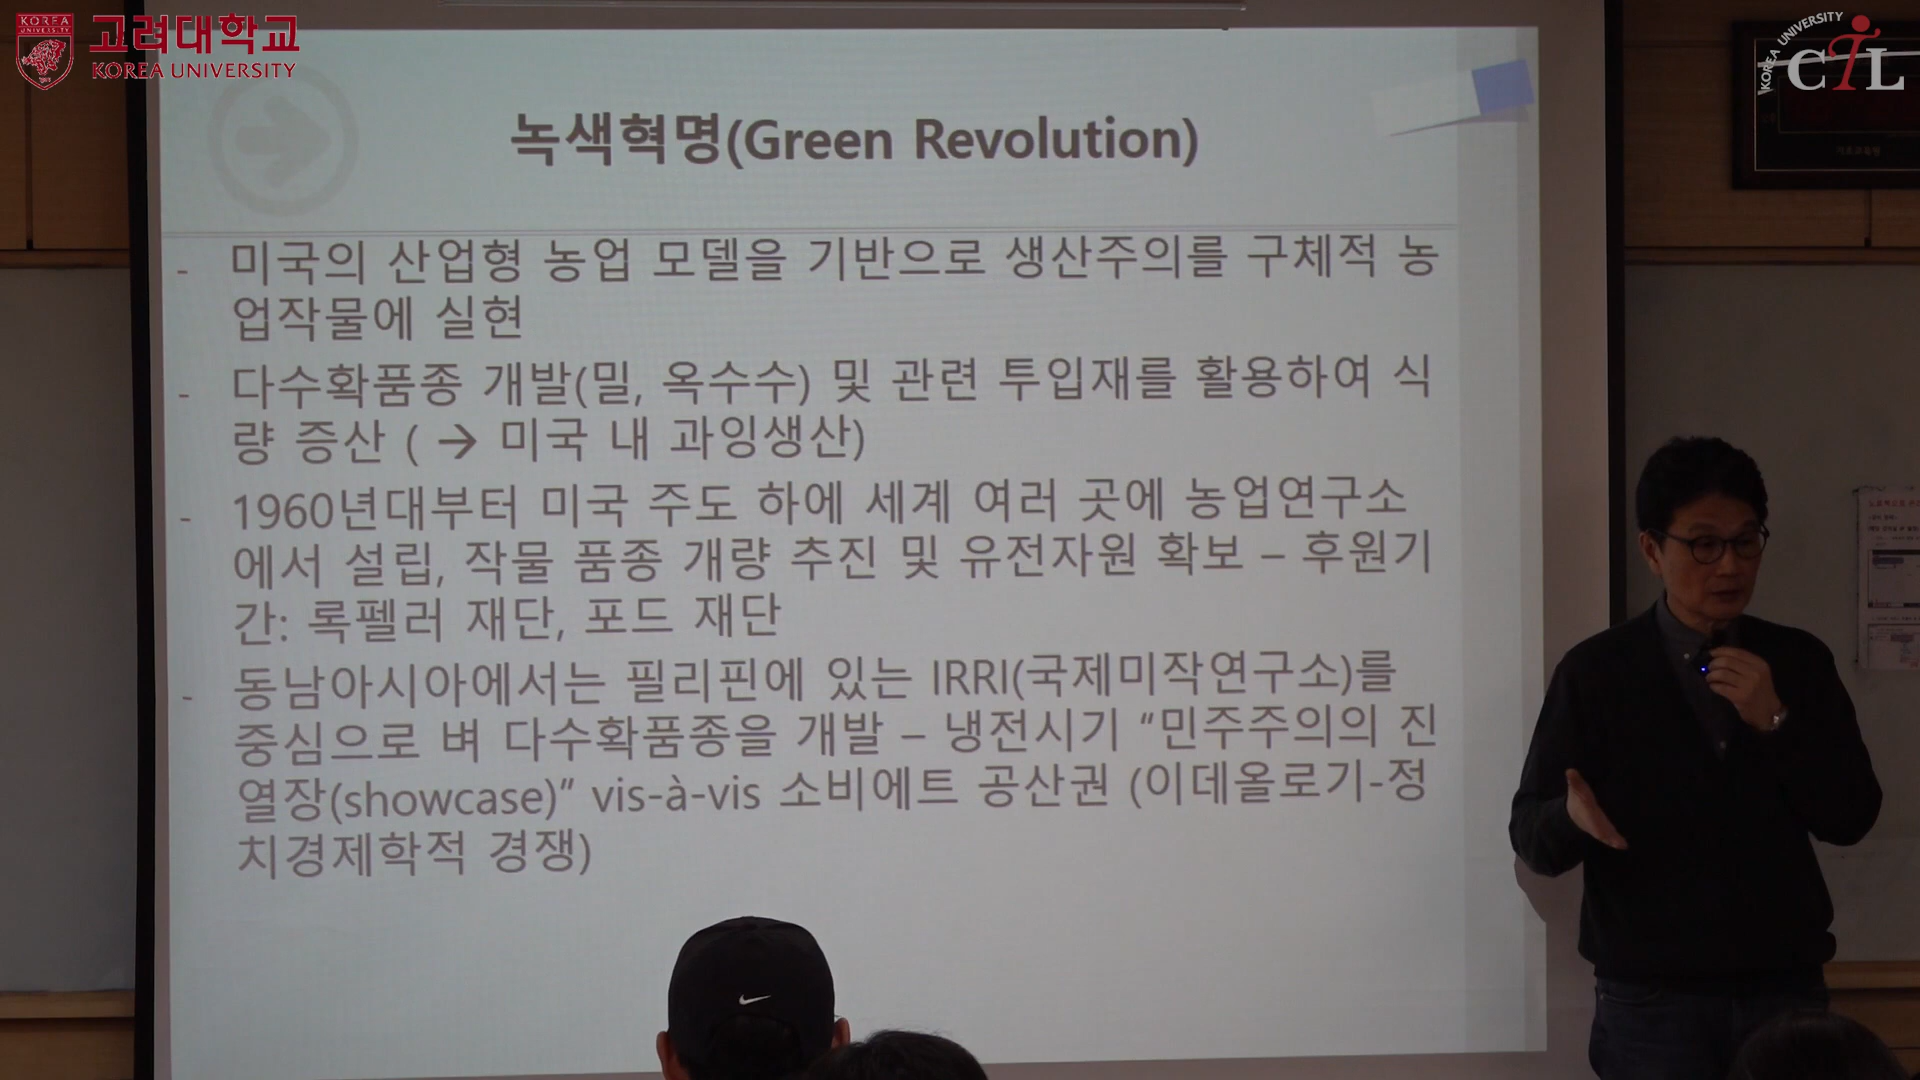 KOREA
UNIVERSITY
고려대학교
KOREA UNIVERSITY
KOREA UNIVERSITY
CTL
녹색혁명(Green Revolution)
- 미국의 산업형 농업 모델을 기반으로 생산주의를 구체적 농
업작물에 실현
- 다수확품종 개발(밀, 옥수수) 및 관련 투입재를 활용하여 식
량 증산 ( → 미국 내 과잉생산)
- 1960년대부터 미국 주도 하에 세계 여러 곳에 농업연구소
에서 설립, 작물 품종 개량 추진 및 유전자원 확보 – 후원기
간: 록펠러 재단, 포드 재단
- 동남아시아에서는 필리핀에 있는 IRRI(국제미작연구소)를
중심으로 벼 다수확품종을 개발 – 냉전시기 “민주주의의 진
열장(showcase)” vis-à-vis 소비에트 공산권 (이데올로기-정
치경제학적 경쟁)